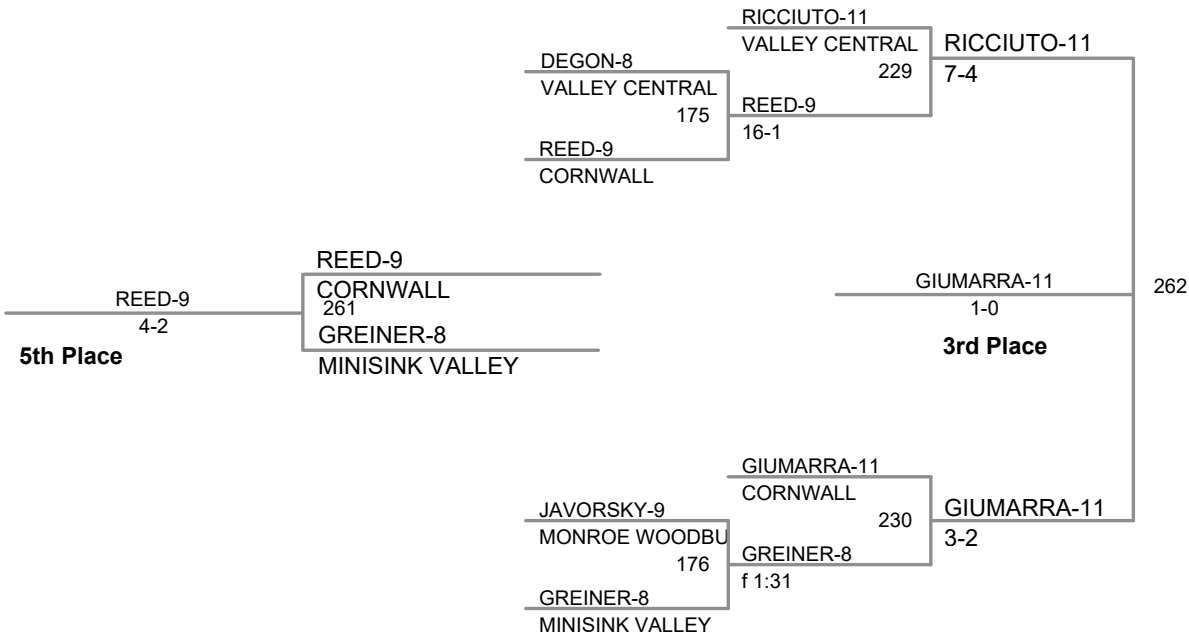 RICCIUTO-11
VALLEY CENTRAL
229
RICCIUTO-11
7-4
DEGON-8
VALLEY CENTRAL
175
REED-9
16-1
REED-9
CORNWALL
REED-9
CORNWALL
261
GREINER-8
MINISINK VALLEY
REED-9
4-2
5th Place
GIUMARRA-11
1-0
3rd Place
262
GIUMARRA-11
CORNWALL
230
GIUMARRA-11
3-2
JAVORSKY-9
MONROE WOODBU
176
GREINER-8
f 1:31
GREINER-8
MINISINK VALLEY